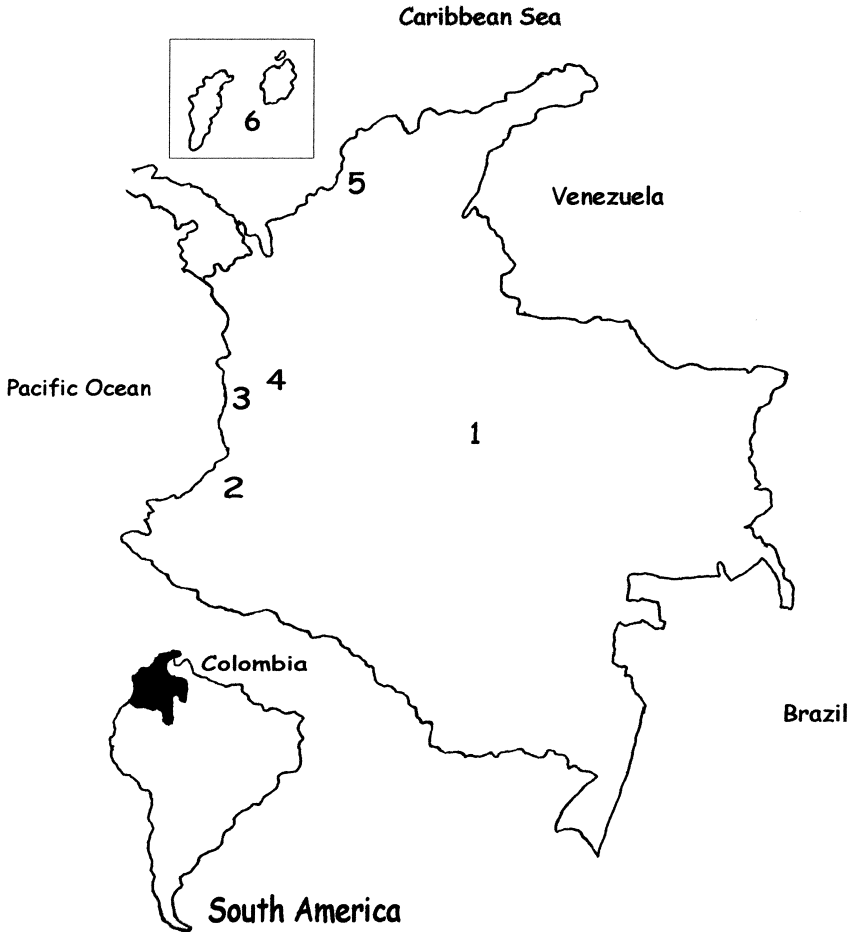 Caribbean Sea
6
5
Venezuela
Pacific Ocean
4
3
1
2
Colombia
Brazil
South America